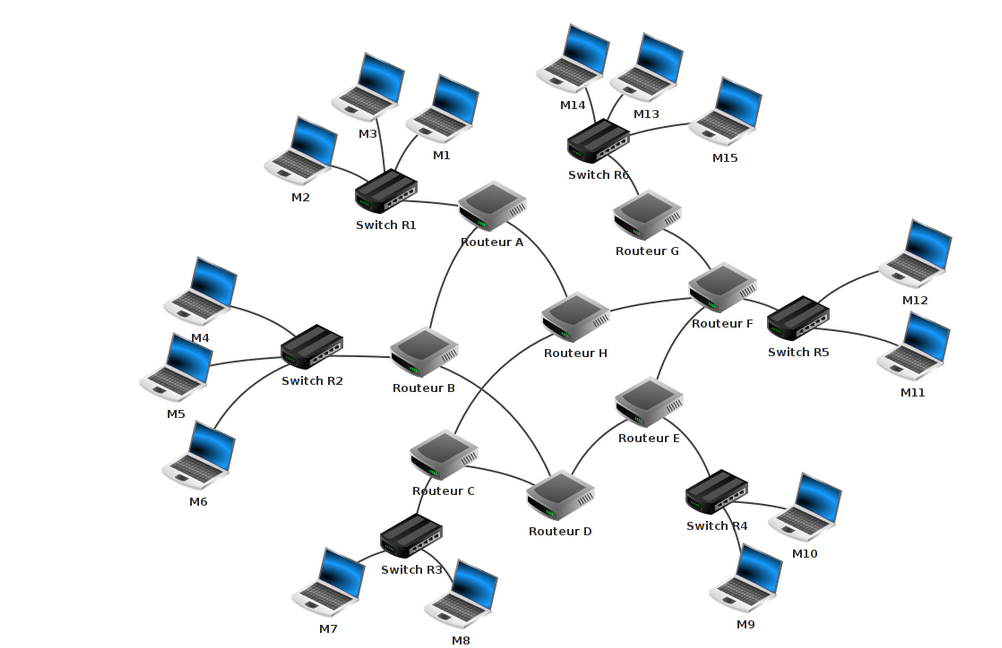 M14
M13
M3
M1
M15
Switch R6
M2
Switch R1
Routeur A
Routeur G
M12
Routeur F
M4
Routeur H
Switch R5
Switch R2
Routeur B
M11
M5
Routeur E
Routeur C
M6
Switch R4
Routeur D
M10
Switch R3
M9
M7
M8